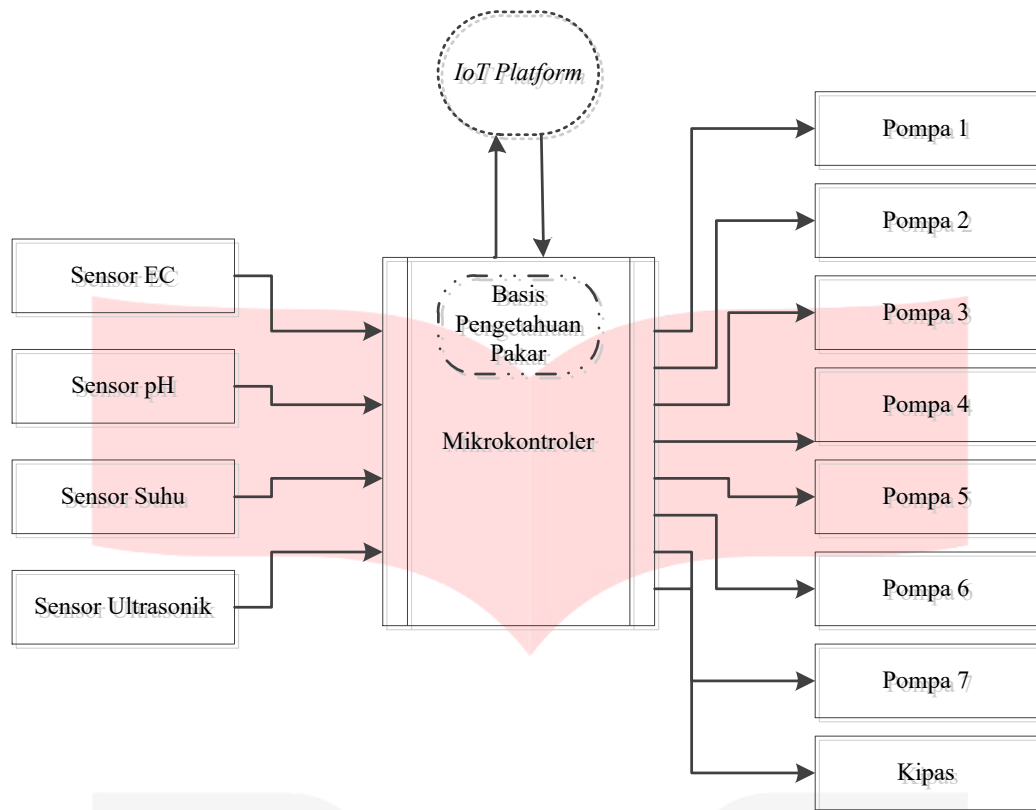 IoT Platform
Sensor EC
Sensor pH
Sensor Suhu
Sensor Ultrasonik
Basis
Pengetahuan
Pakar
Mikrokontroler
Pompa 1
Pompa 2
Pompa 3
Pompa 4
Pompa 5
Pompa 6
Pompa 7
Kipas